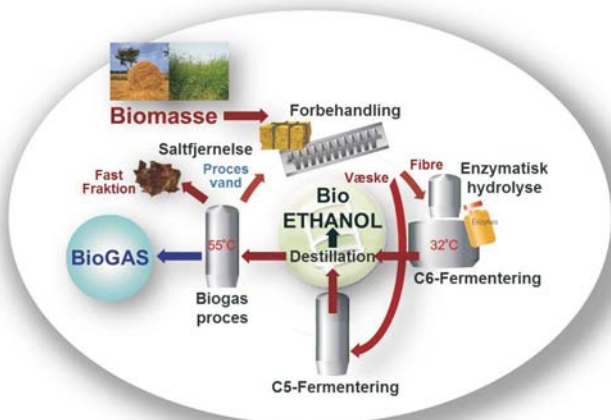 Biomasse
Forbehandling
Saltfjernelse
Fast
Fraktion
Proces
vand
Væske
Fibre
Enzymatisk
hydrolyse
Enzymes
Bio
ETHANOL
BioGAS
55°C
Destillation
32°C
C6-Fermentering
Biogas
proces
C5-Fermentering